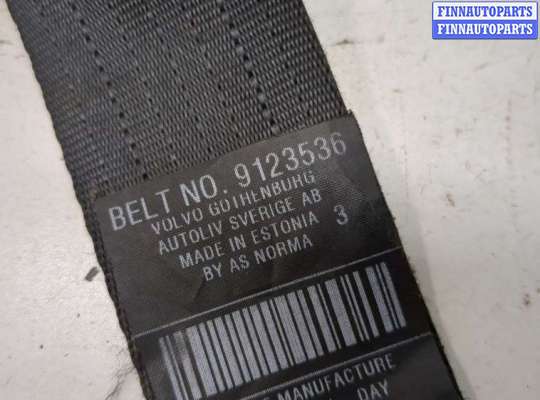 FINNAUTOPARTS
FINNAUTOPARTS
BELT NO. 9123536
VOLVO GOTHENBURG
AUTOLIV SVERIGE AB
MADE IN ESTONIA 3
BY AS NORMA
MANUFACTURE
DAY